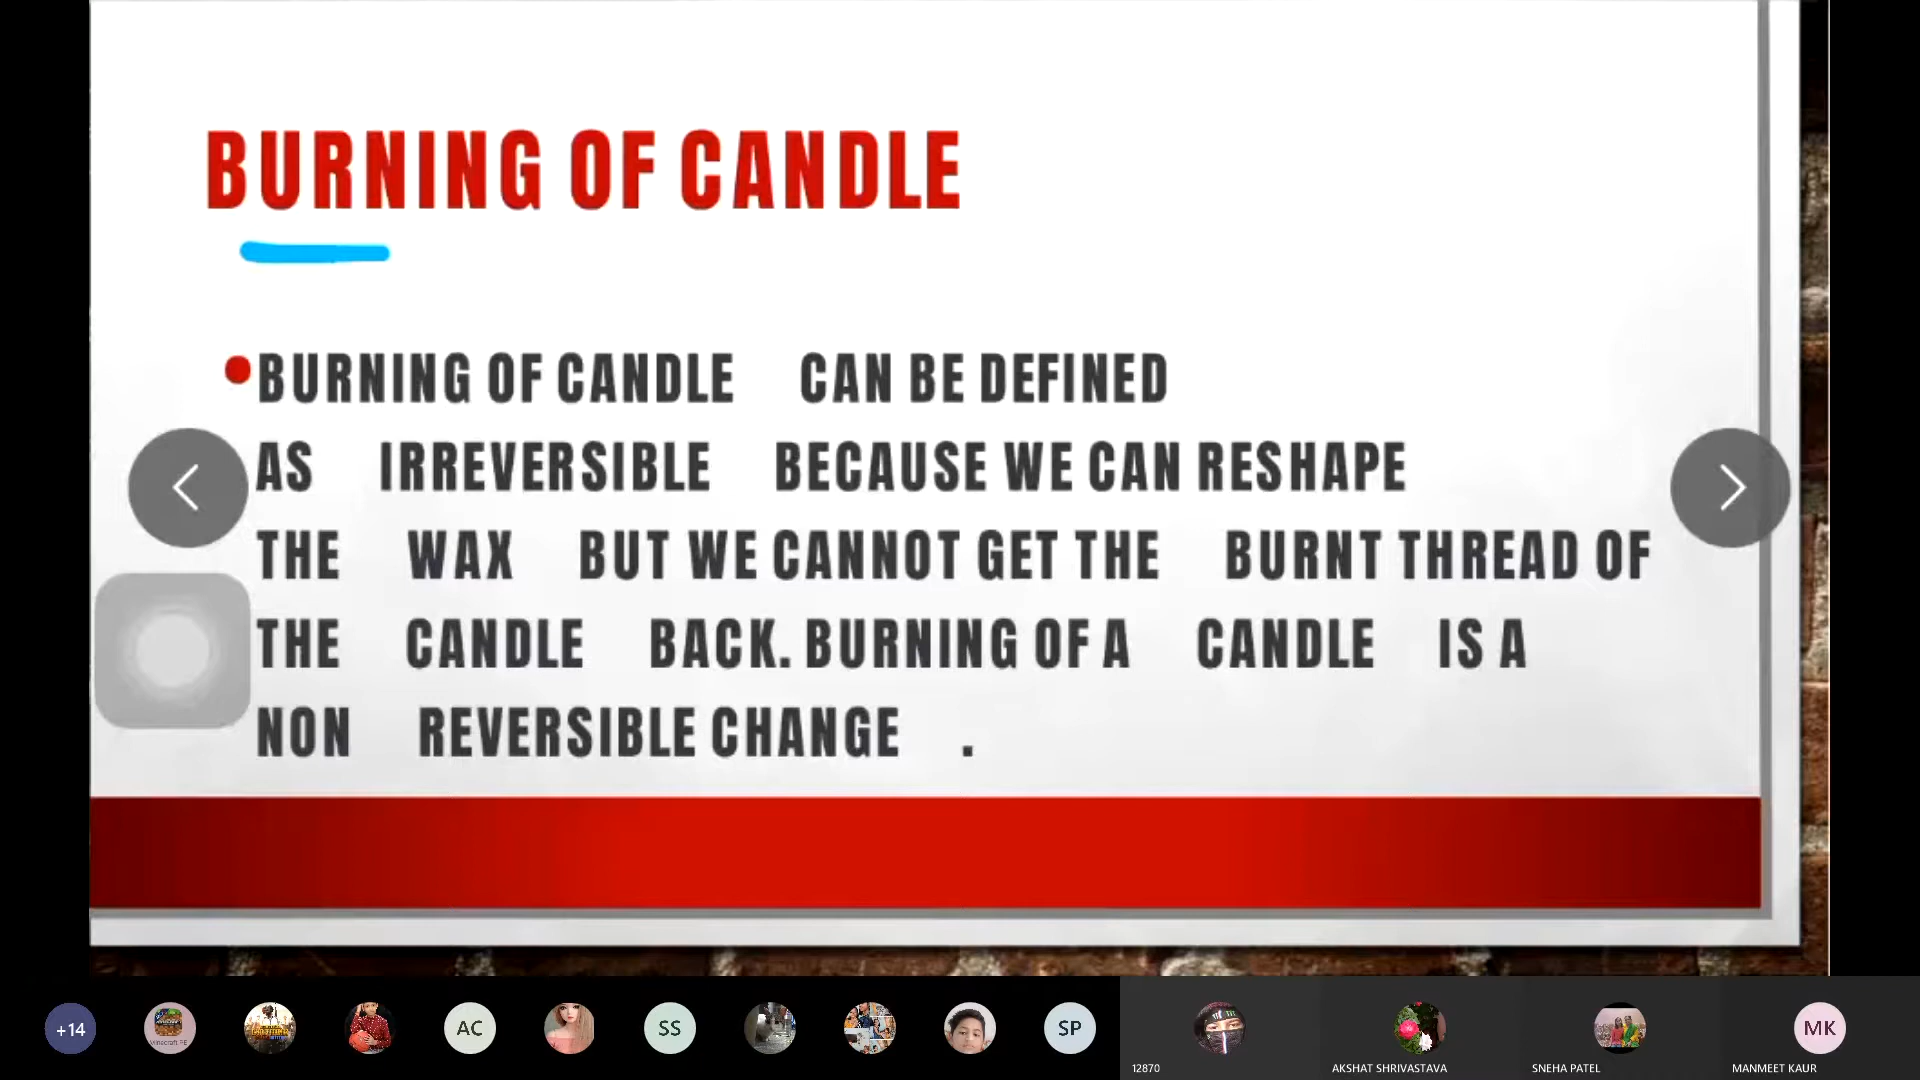 BURNING OF CANDLE
BURNING OF CANDLE CAN BE DEFINED
AS IRREVERSIBLE BECAUSE WE CAN RESHAPE
THE WAX BUT WE CANNOT GET THE BURNT THREAD OF
THE CANDLE BACK. BURNING OF A CANDLE IS A
NON REVERSIBLE CHANGE .
+14
Minecraft PE
AC
SS
SP
MK
12870
AKSHAT SHRIVASTAVA
SNEHA PATEL
MANMEET KAUR